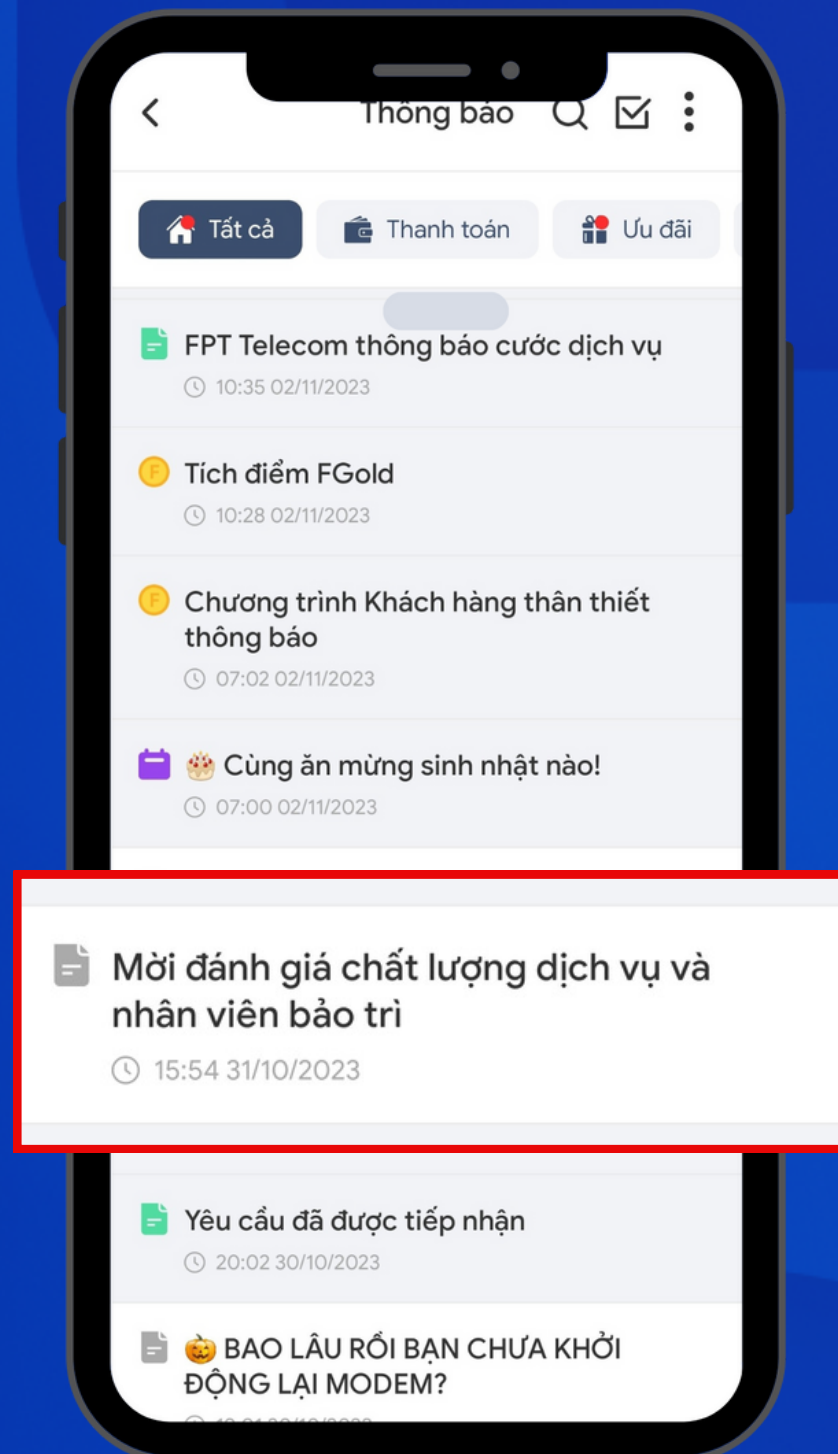 Thông báo
Tất cả
Thanh toán
Ưu đãi
FPT Telecom thông báo cước dịch vụ
10:35 02/11/2023
F
Tích điểm FGold
10:28 02/11/2023
F
Chương trình Khách hàng thân thiết
thông báo
07:02 02/11/2023
Cùng ăn mừng sinh nhật nào!
07:00 02/11/2023
Mời đánh giá chất lượng dịch vụ và
nhân viên bảo trì
15:54 31/10/2023
Yêu cầu đã được tiếp nhận
20:02 30/10/2023
BAO LÂU RỒI BẠN CHƯA KHỞI
ĐỘNG LẠI MODEM?